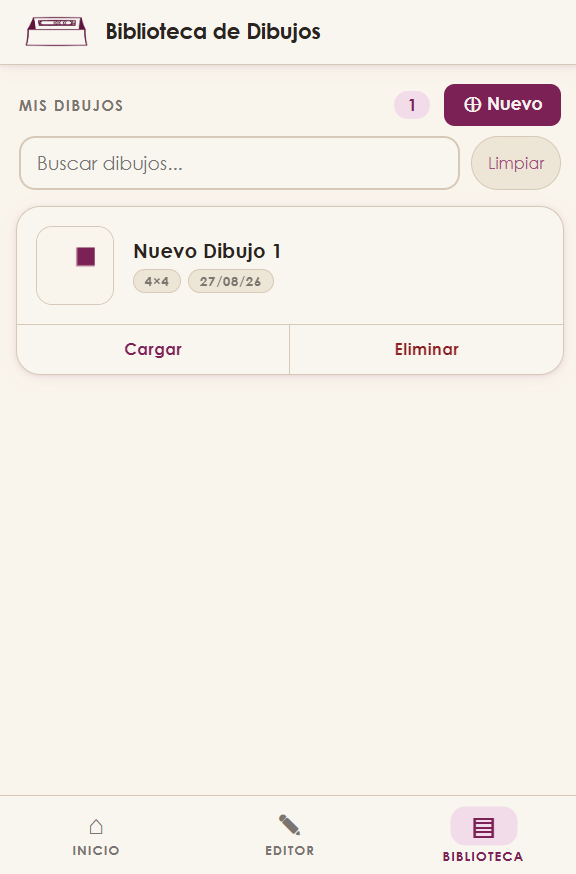 Biblioteca de Dibujos
MIS DIBUJOS
1
Nuevo
Buscar dibujos...
Limpiar
Nuevo Dibujo 1
4×4
27/08/26
Cargar
Eliminar
INICIO
EDITOR
BIBLIOTECA